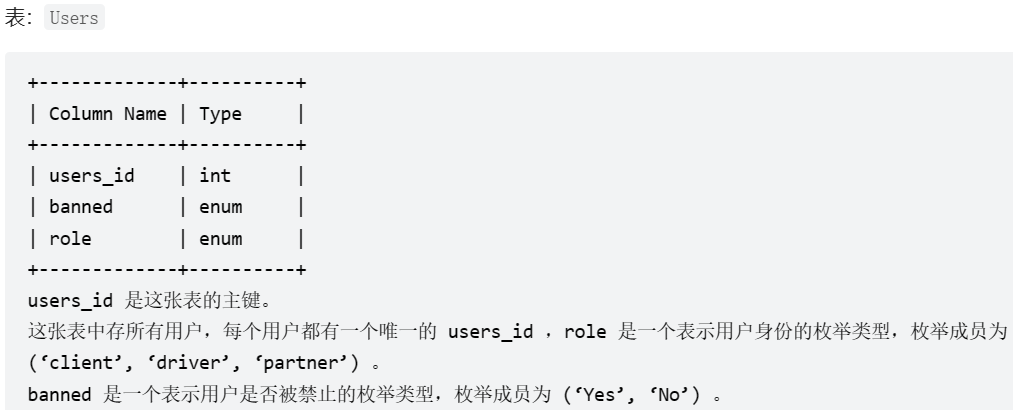 表: Users
+-------------+----------+
| Column Name | Type     |
+-------------+----------+
| users_id    | int      |
| banned      | enum     |
| role        | enum     |
+-------------+----------+
users_id 是这张表的主键。
这张表中存所有用户，每个用户都有一个唯一的 users_id ，role 是一个表示用户身份的枚举类型，枚举成员为
(‘client’, ‘driver’, ‘partner’) 。
banned 是一个表示用户是否被禁止的枚举类型，枚举成员为 (‘Yes’, ‘No’) 。